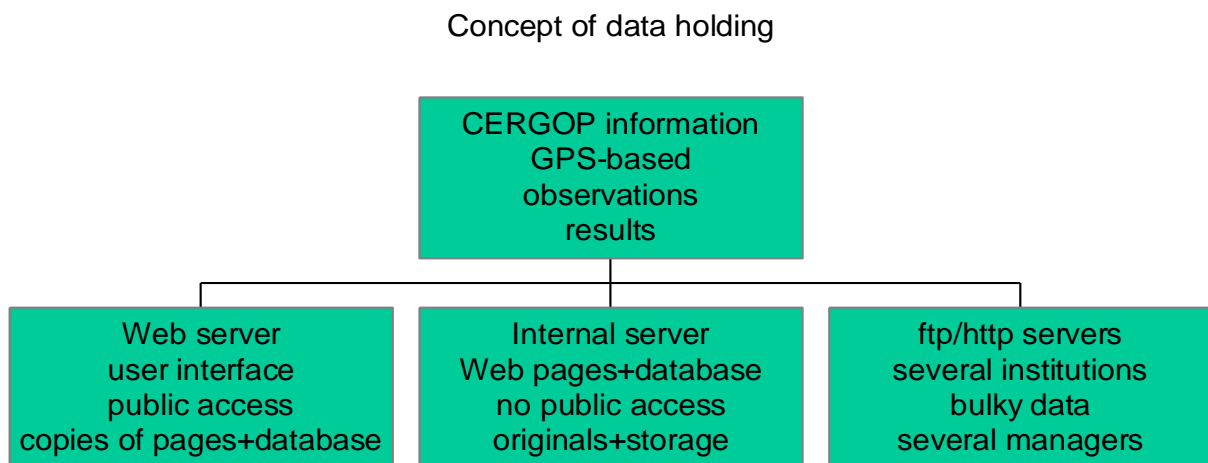 Concept of data holding
CERGOP information
GPS-based
observations
results
Web server
user interface
public access
copies of pages+database
Internal server
Web pages+database
no public access
originals+storage
ftp/http servers
several institutions
bulky data
several managers